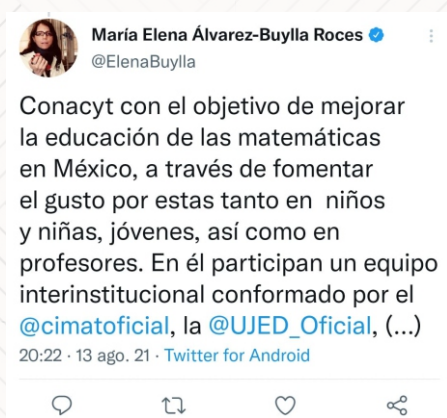 María Elena Álvarez-Buylla Roces
@ElenaBuylla
Conacyt con el objetivo de mejorar
la educación de las matemáticas
en México, a través de fomentar
el gusto por estas tanto en niños
y niñas, jóvenes, así como en
profesores. En él participan un equipo
interinstitucional conformado por el
@cimatoficial, la @UJED_Oficial, (...)
20:22 · 13 ago. 21 · Twitter for Android